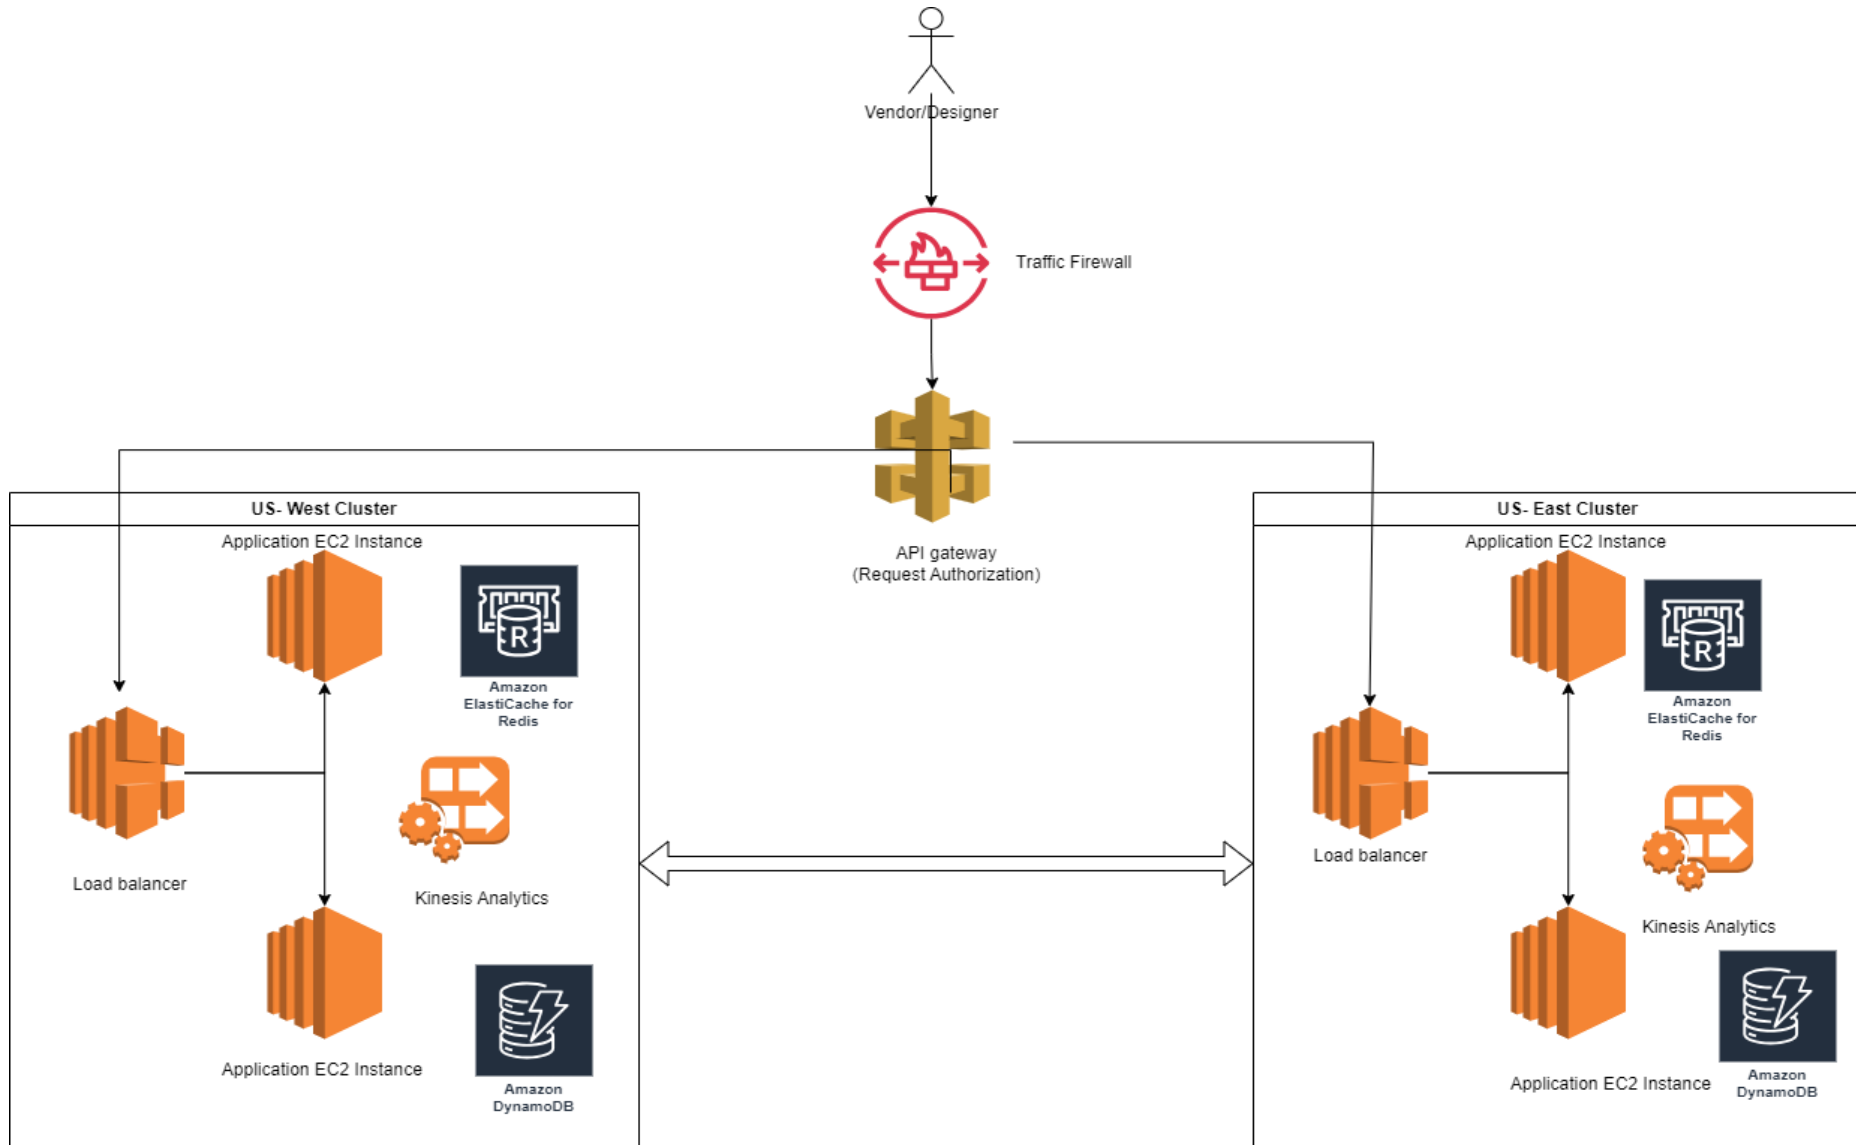 Vendor/Designer
Traffic Firewall
API gateway
(Request Authorization)
US- West Cluster
Application EC2 Instance
R
Amazon
ElastiCache for
Redis
Load balancer
Kinesis Analytics
Application EC2 Instance
Amazon
DynamoDB
US- East Cluster
Application EC2 Instance
R
Amazon
ElastiCache for
Redis
Load balancer
Kinesis Analytics
Application EC2 Instance
Amazon
DynamoDB